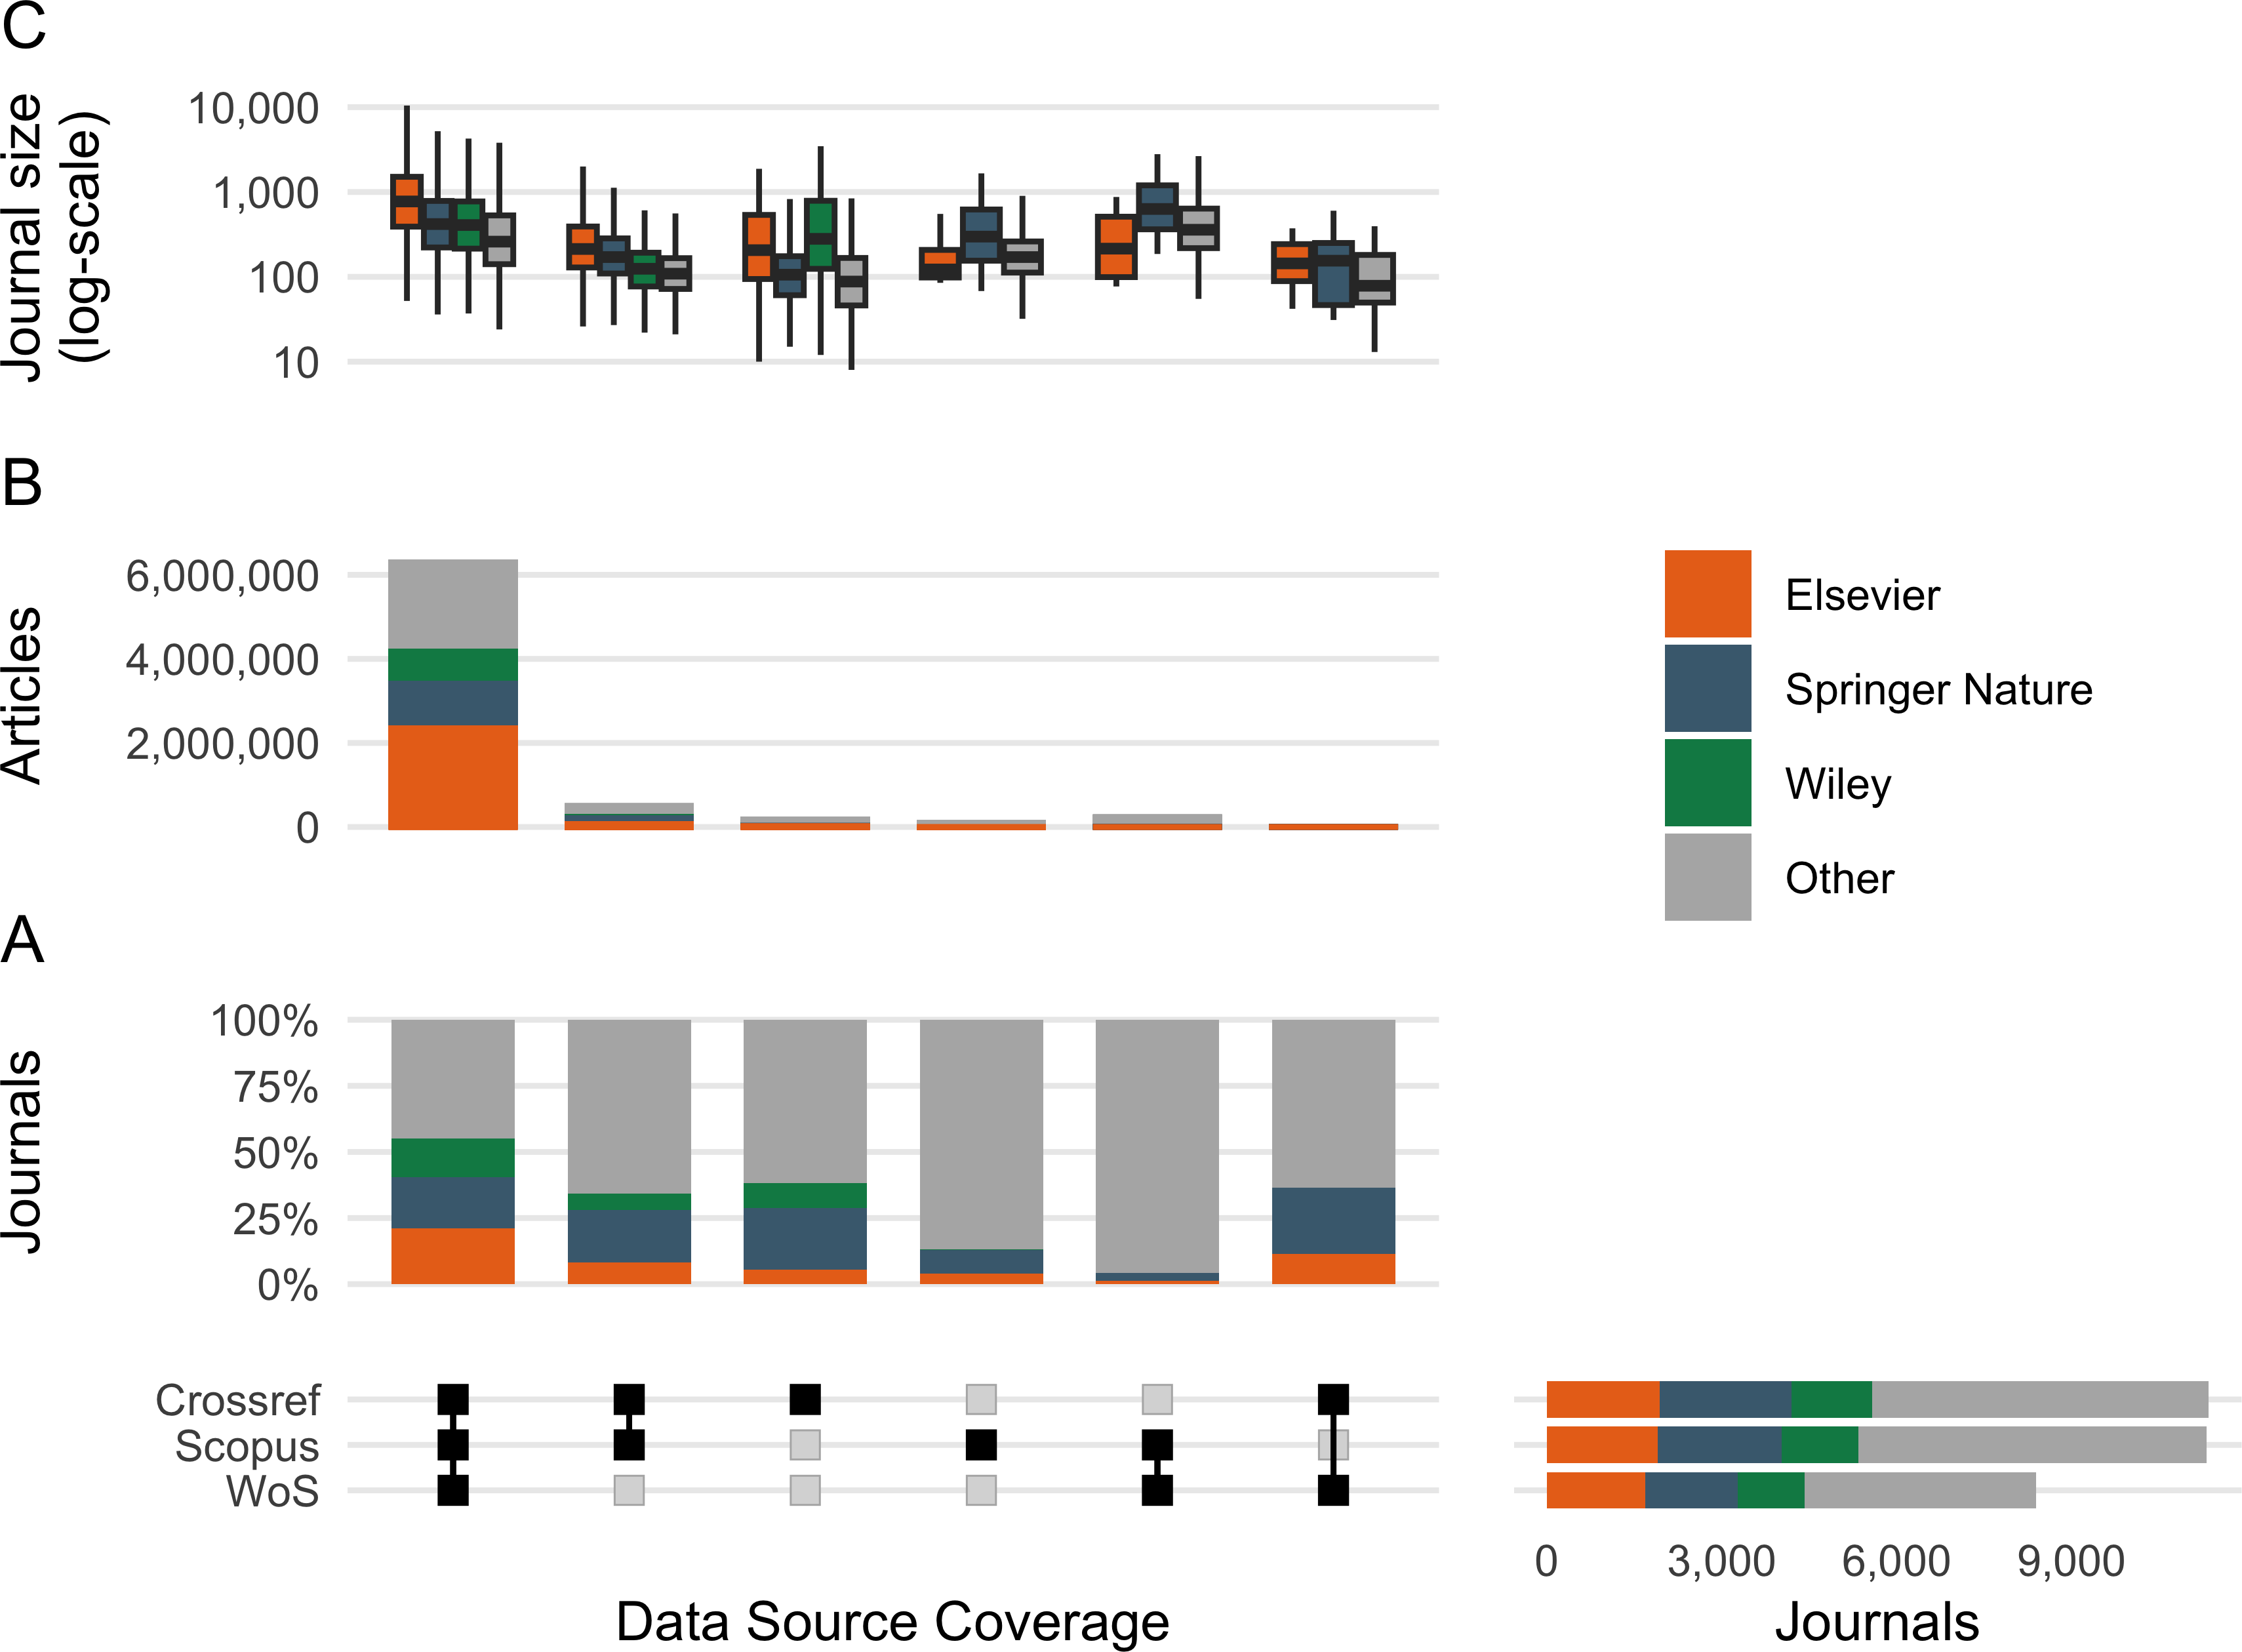 C
Journal size
(log-scale)
10,000
1,000
100
10
B
Articles
6,000,000
4,000,000
2,000,000
0
Elsevier
Springer Nature
Wiley
Other
A
Journals
100%
75%
50%
25%
0%
Crossref
Scopus
WoS
Data Source Coverage
0 3,000 6,000 9,000
Journals